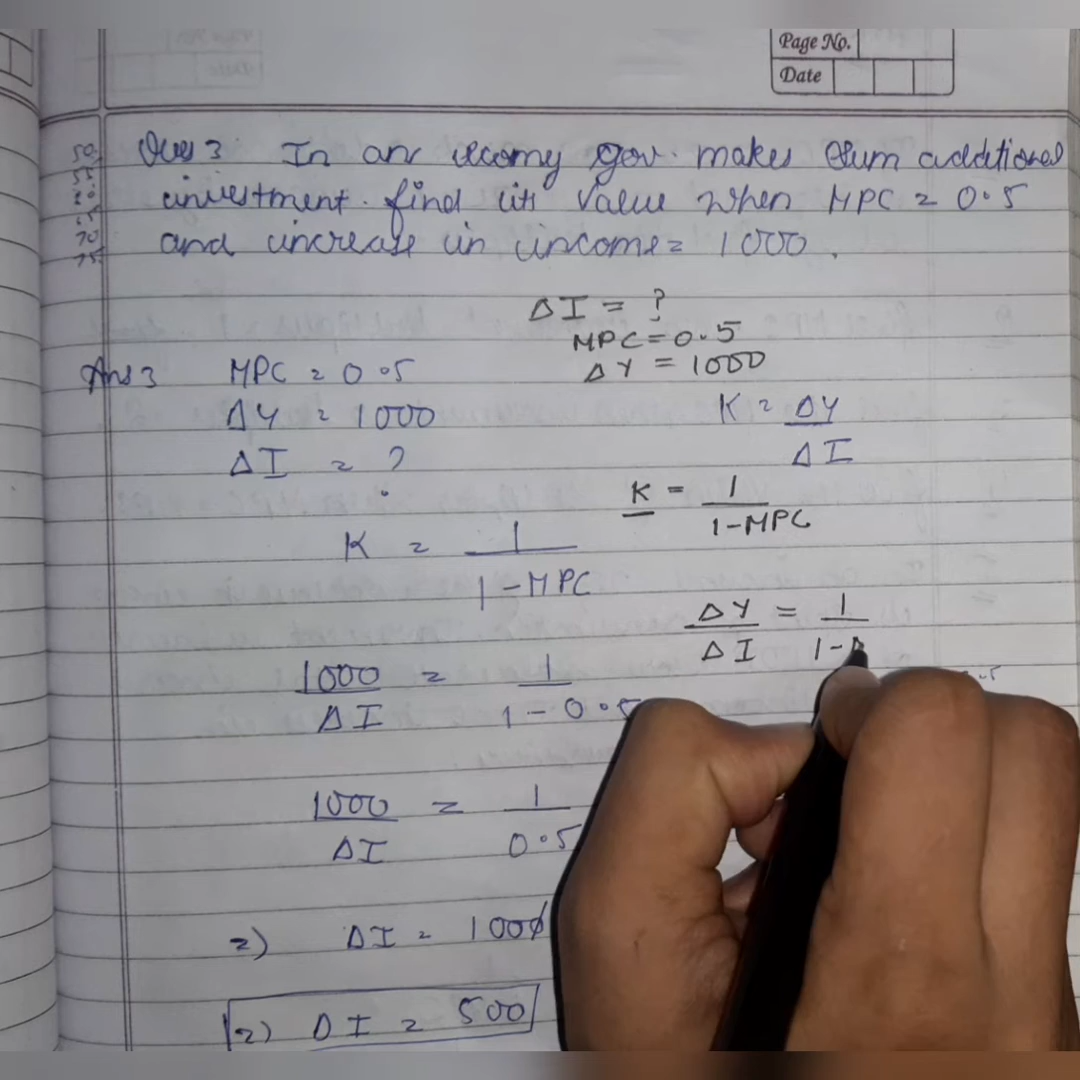 Page No.
Date
Ques 3 In an ecomy gov. makes sum additional
investment. find its value when MPC = 0.5
and increase in income = 1000.
ΔI = ?
MPC = 0.5
ΔY = 1000
Ans 3 MPC = 0.5
ΔY = 1000
ΔI = ?
K = ΔY
ΔI
K = 1
1-MPC
K = 1
1-MPC
ΔY = 1
ΔI 1-
1000 = 1
ΔI 1 - 0.5
1000 = 1
ΔI 0.5
=) ΔI = 1000
=) ΔI = 500